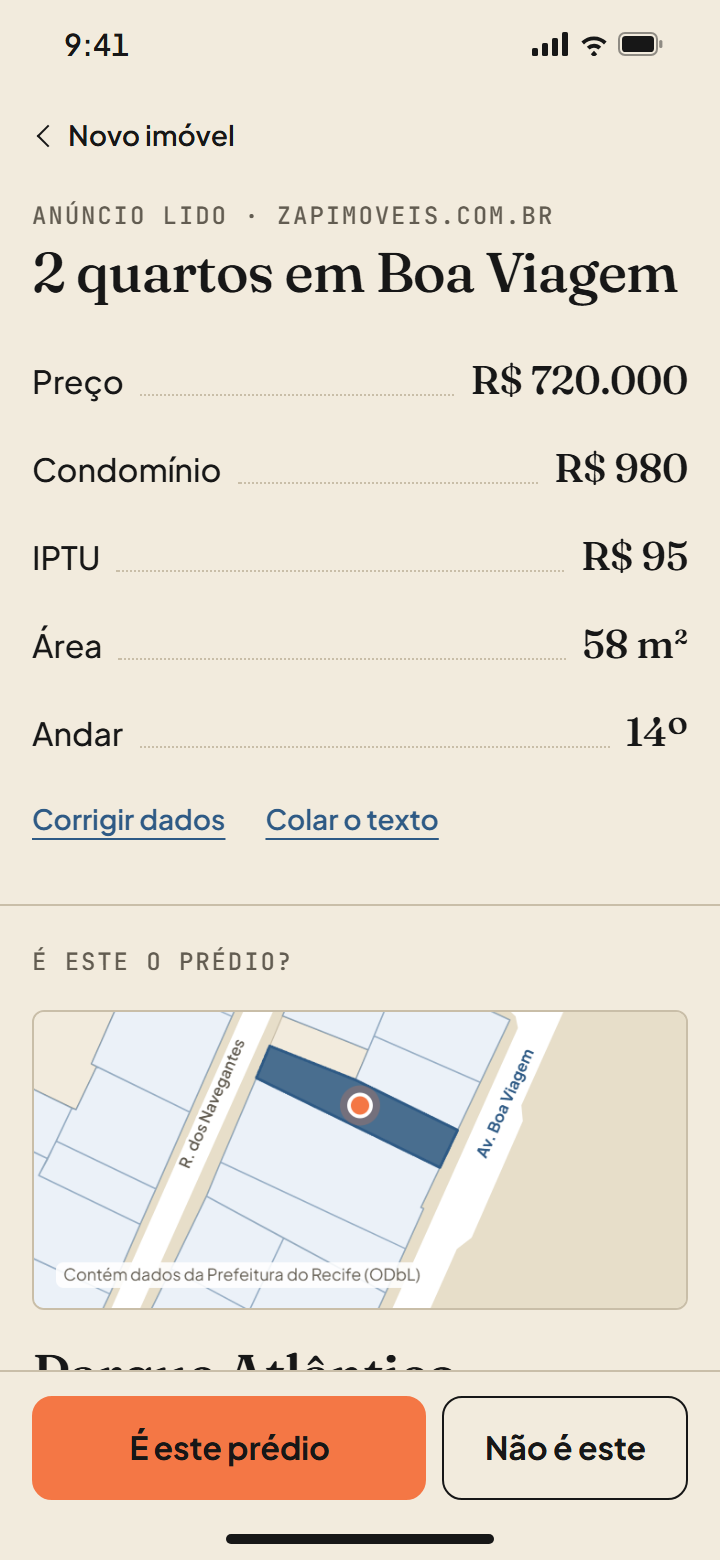 9:41
Novo imóvel
ANÚNCIO LIDO · ZAPIMOVEIS.COM.BR
2 quartos em Boa Viagem
Preço R$ 720.000
Condomínio R$ 980
IPTU R$ 95
Área 58 m²
Andar 14º
Corrigir dados Colar o texto
É ESTE O PRÉDIO?
R. dos Navegantes
Av. Boa Viagem
Contém dados da Prefeitura do Recife (ODbL)
Parque Atlântico
É este prédio Não é este